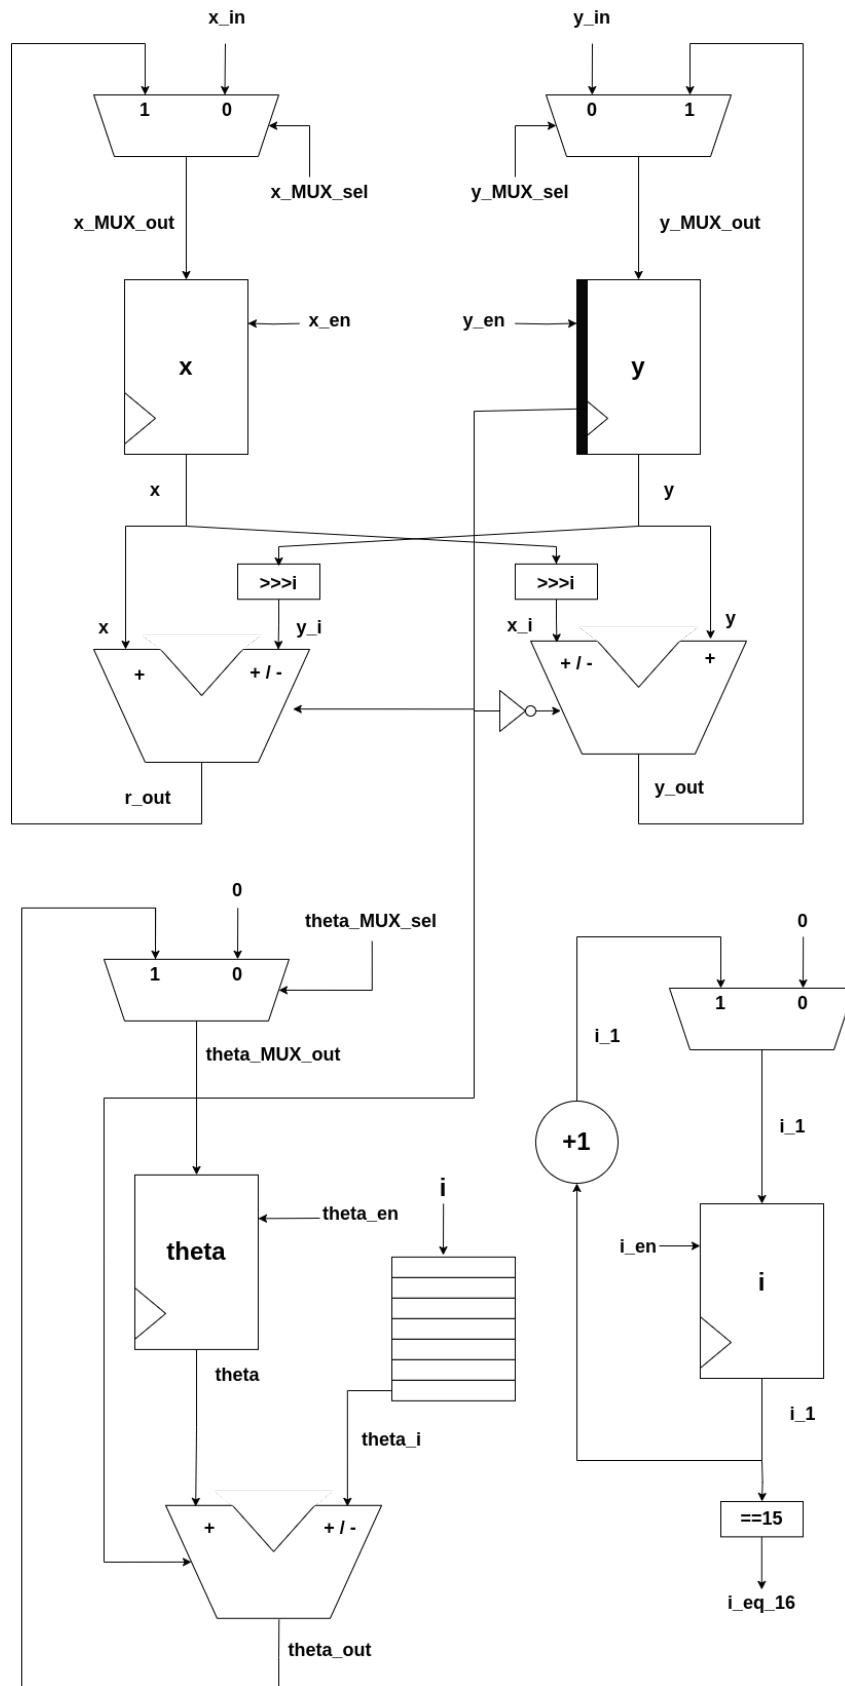 x_in
y_in
1
0
0
1
x_MUX_sel
y_MUX_sel
x_MUX_out
y_MUX_out
x_en
y_en
x
y
x
y
>>>i
>>>i
x
y_i
x_i
y
+
+ / -
+ / -
+
r_out
y_out
0
theta_MUX_sel
0
1
0
1
0
theta_MUX_out
i_1
+1
i_1
i
theta_en
theta
i_en
i
theta
i_1
theta_i
+
+ / -
==15
i_eq_16
theta_out